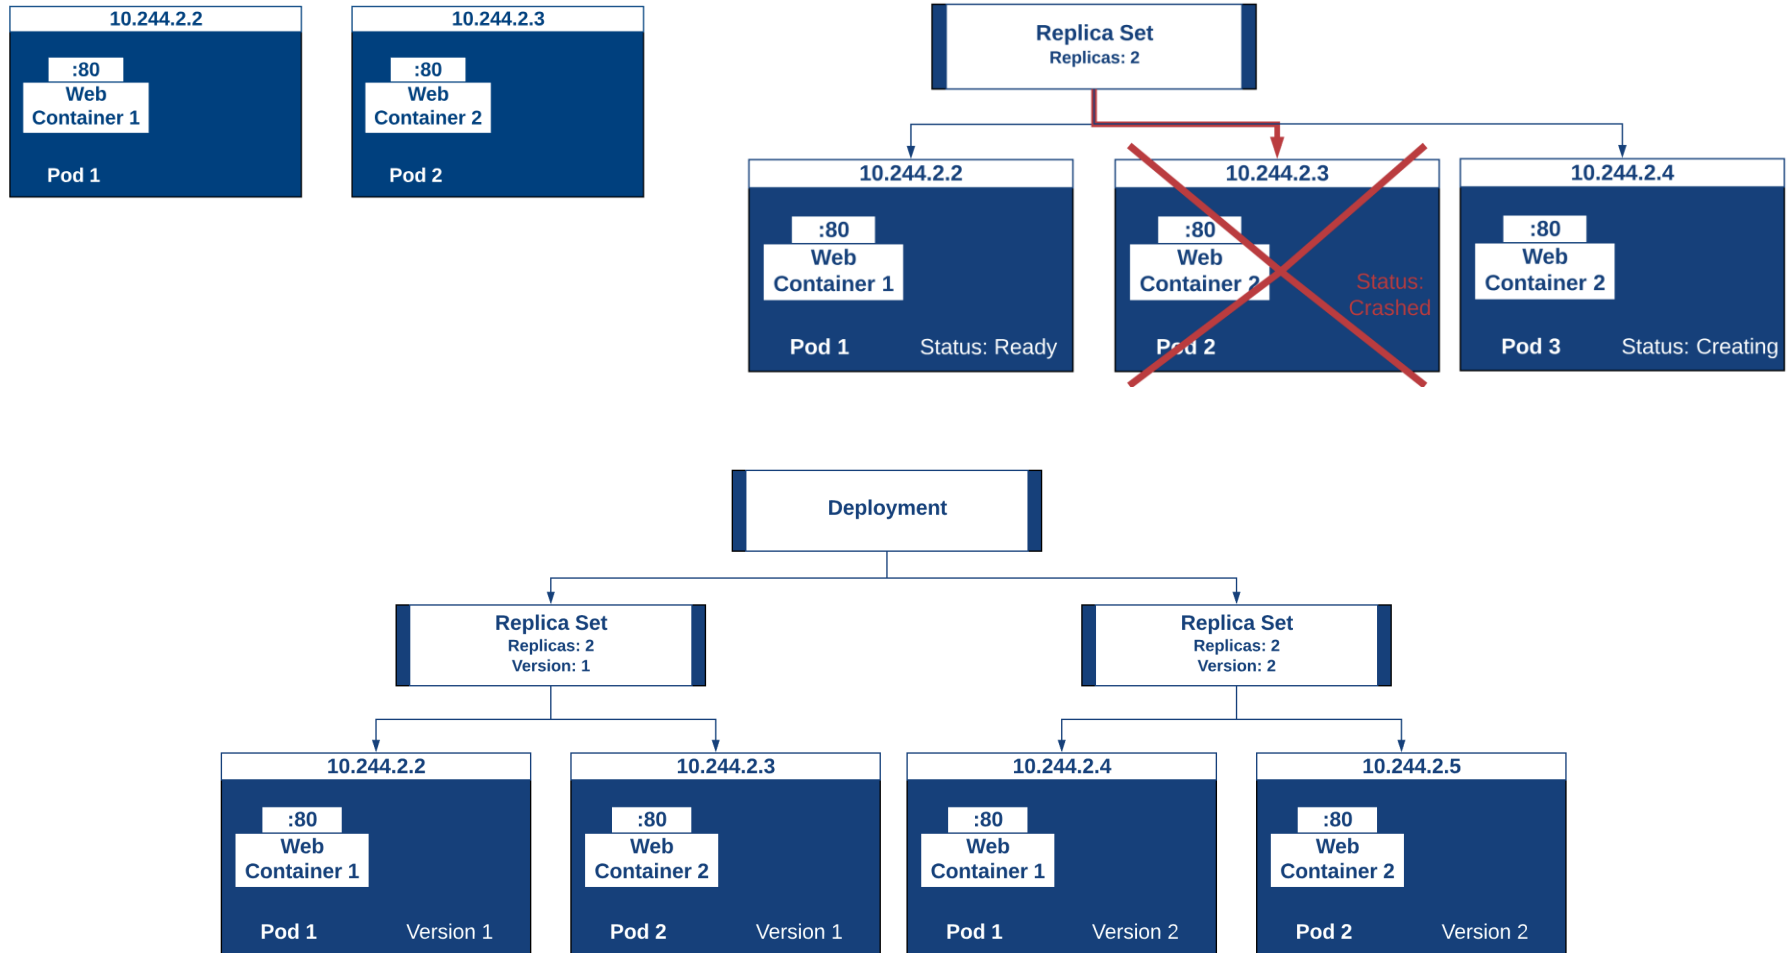 10.244.2.2
:80
Web
Container 1
Pod 1
10.244.2.3
:80
Web
Container 2
Pod 2
Replica Set
Replicas: 2
10.244.2.2
:80
Web
Container 1
Pod 1
Status: Ready
10.244.2.3
:80
Web
Container 2
Status:
Crashed
Pod 2
10.244.2.4
:80
Web
Container 2
Pod 3
Status: Creating
Deployment
Replica Set
Replicas: 2
Version: 1
Replica Set
Replicas: 2
Version: 2
10.244.2.2
:80
Web
Container 1
Pod 1
Version 1
10.244.2.3
:80
Web
Container 2
Pod 2
Version 1
10.244.2.4
:80
Web
Container 1
Pod 1
Version 2
10.244.2.5
:80
Web
Container 2
Pod 2
Version 2